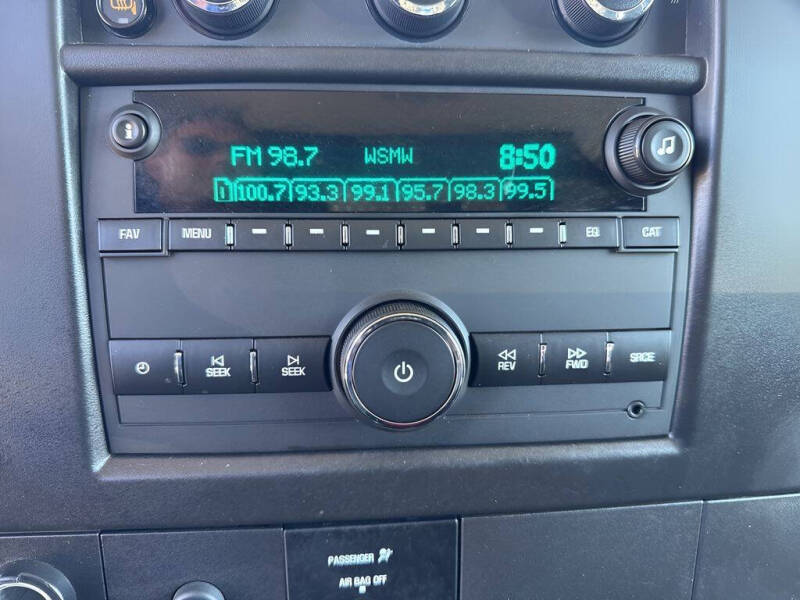 i
FM 98.7 WSMW 8:50
1 100.7 93.3 99.1 95.7 98.3 99.5
FAV MENU EQ CAT
SEEK SEEK REV FWD SRCE
PASSENGER
AIR BAG OFF